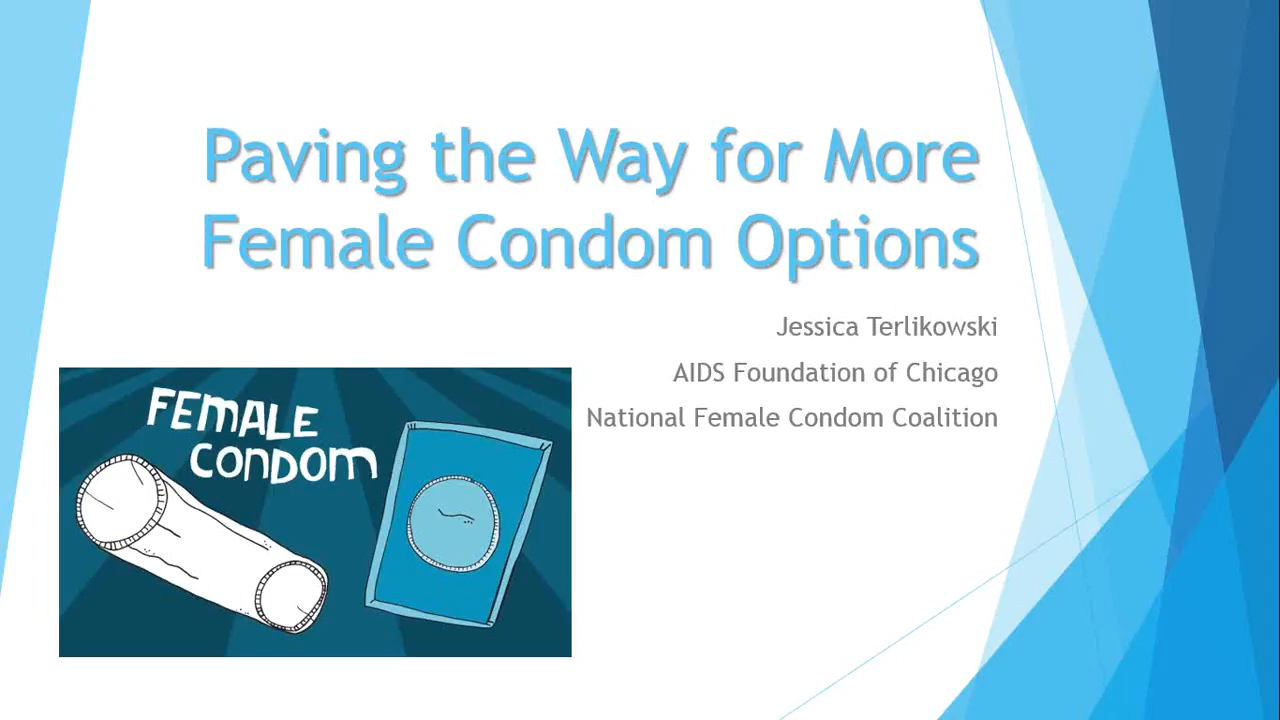 Paving the Way for More
Female Condom Options
Jessica Terlikowski
AIDS Foundation of Chicago
National Female Condom Coalition
FEMALE
CONDOM